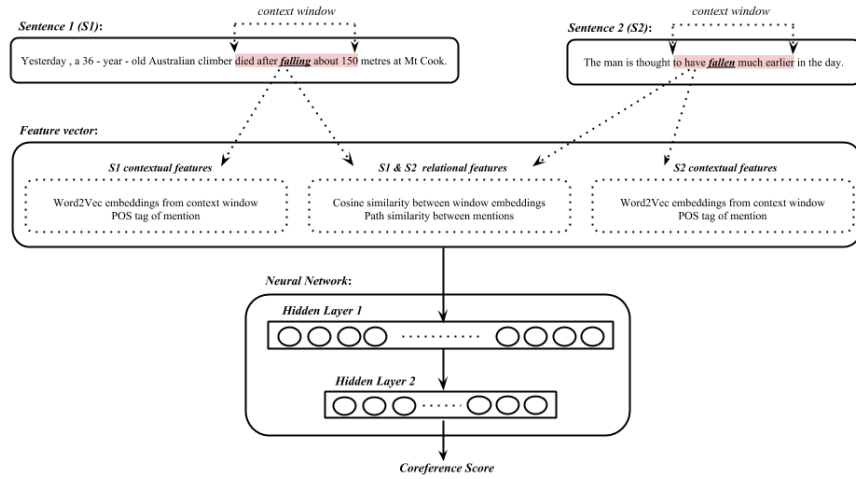 context window
context window
Sentence 1 (S1):
Sentence 2 (S2):
Yesterday , a 36 - year - old Australian climber died after falling about 150 metres at Mt Cook.
The man is thought to have fallen much earlier in the day.
Feature vector:
S1 contextual features
S1 & S2 relational features
S2 contextual features
Word2Vec embeddings from context window
POS tag of mention
Cosine similarity between window embeddings
Path similarity between mentions
Word2Vec embeddings from context window
POS tag of mention
Neural Network:
Hidden Layer 1
Hidden Layer 2
Coreference Score